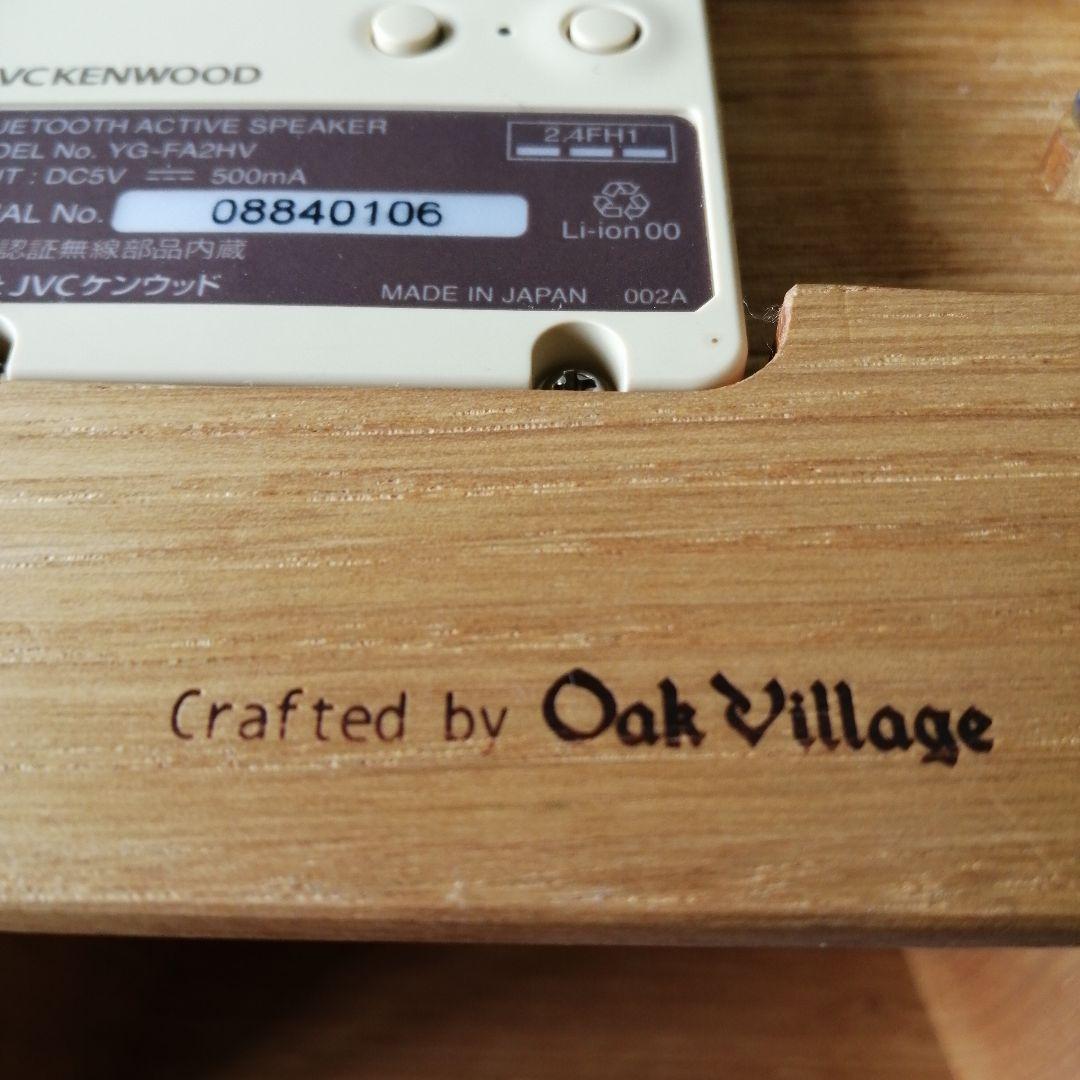 VCKENWOOD
UETOOTH ACTIVE SPEAKER
DEL No. YG-FA2HV
2.4FH1
UT : DC5V 500mA
IAL No. 08840106
Li-ion 00
認証無線部品内蔵
JVCケンウッド
MADE IN JAPAN 002A
Crafted by Oak Village